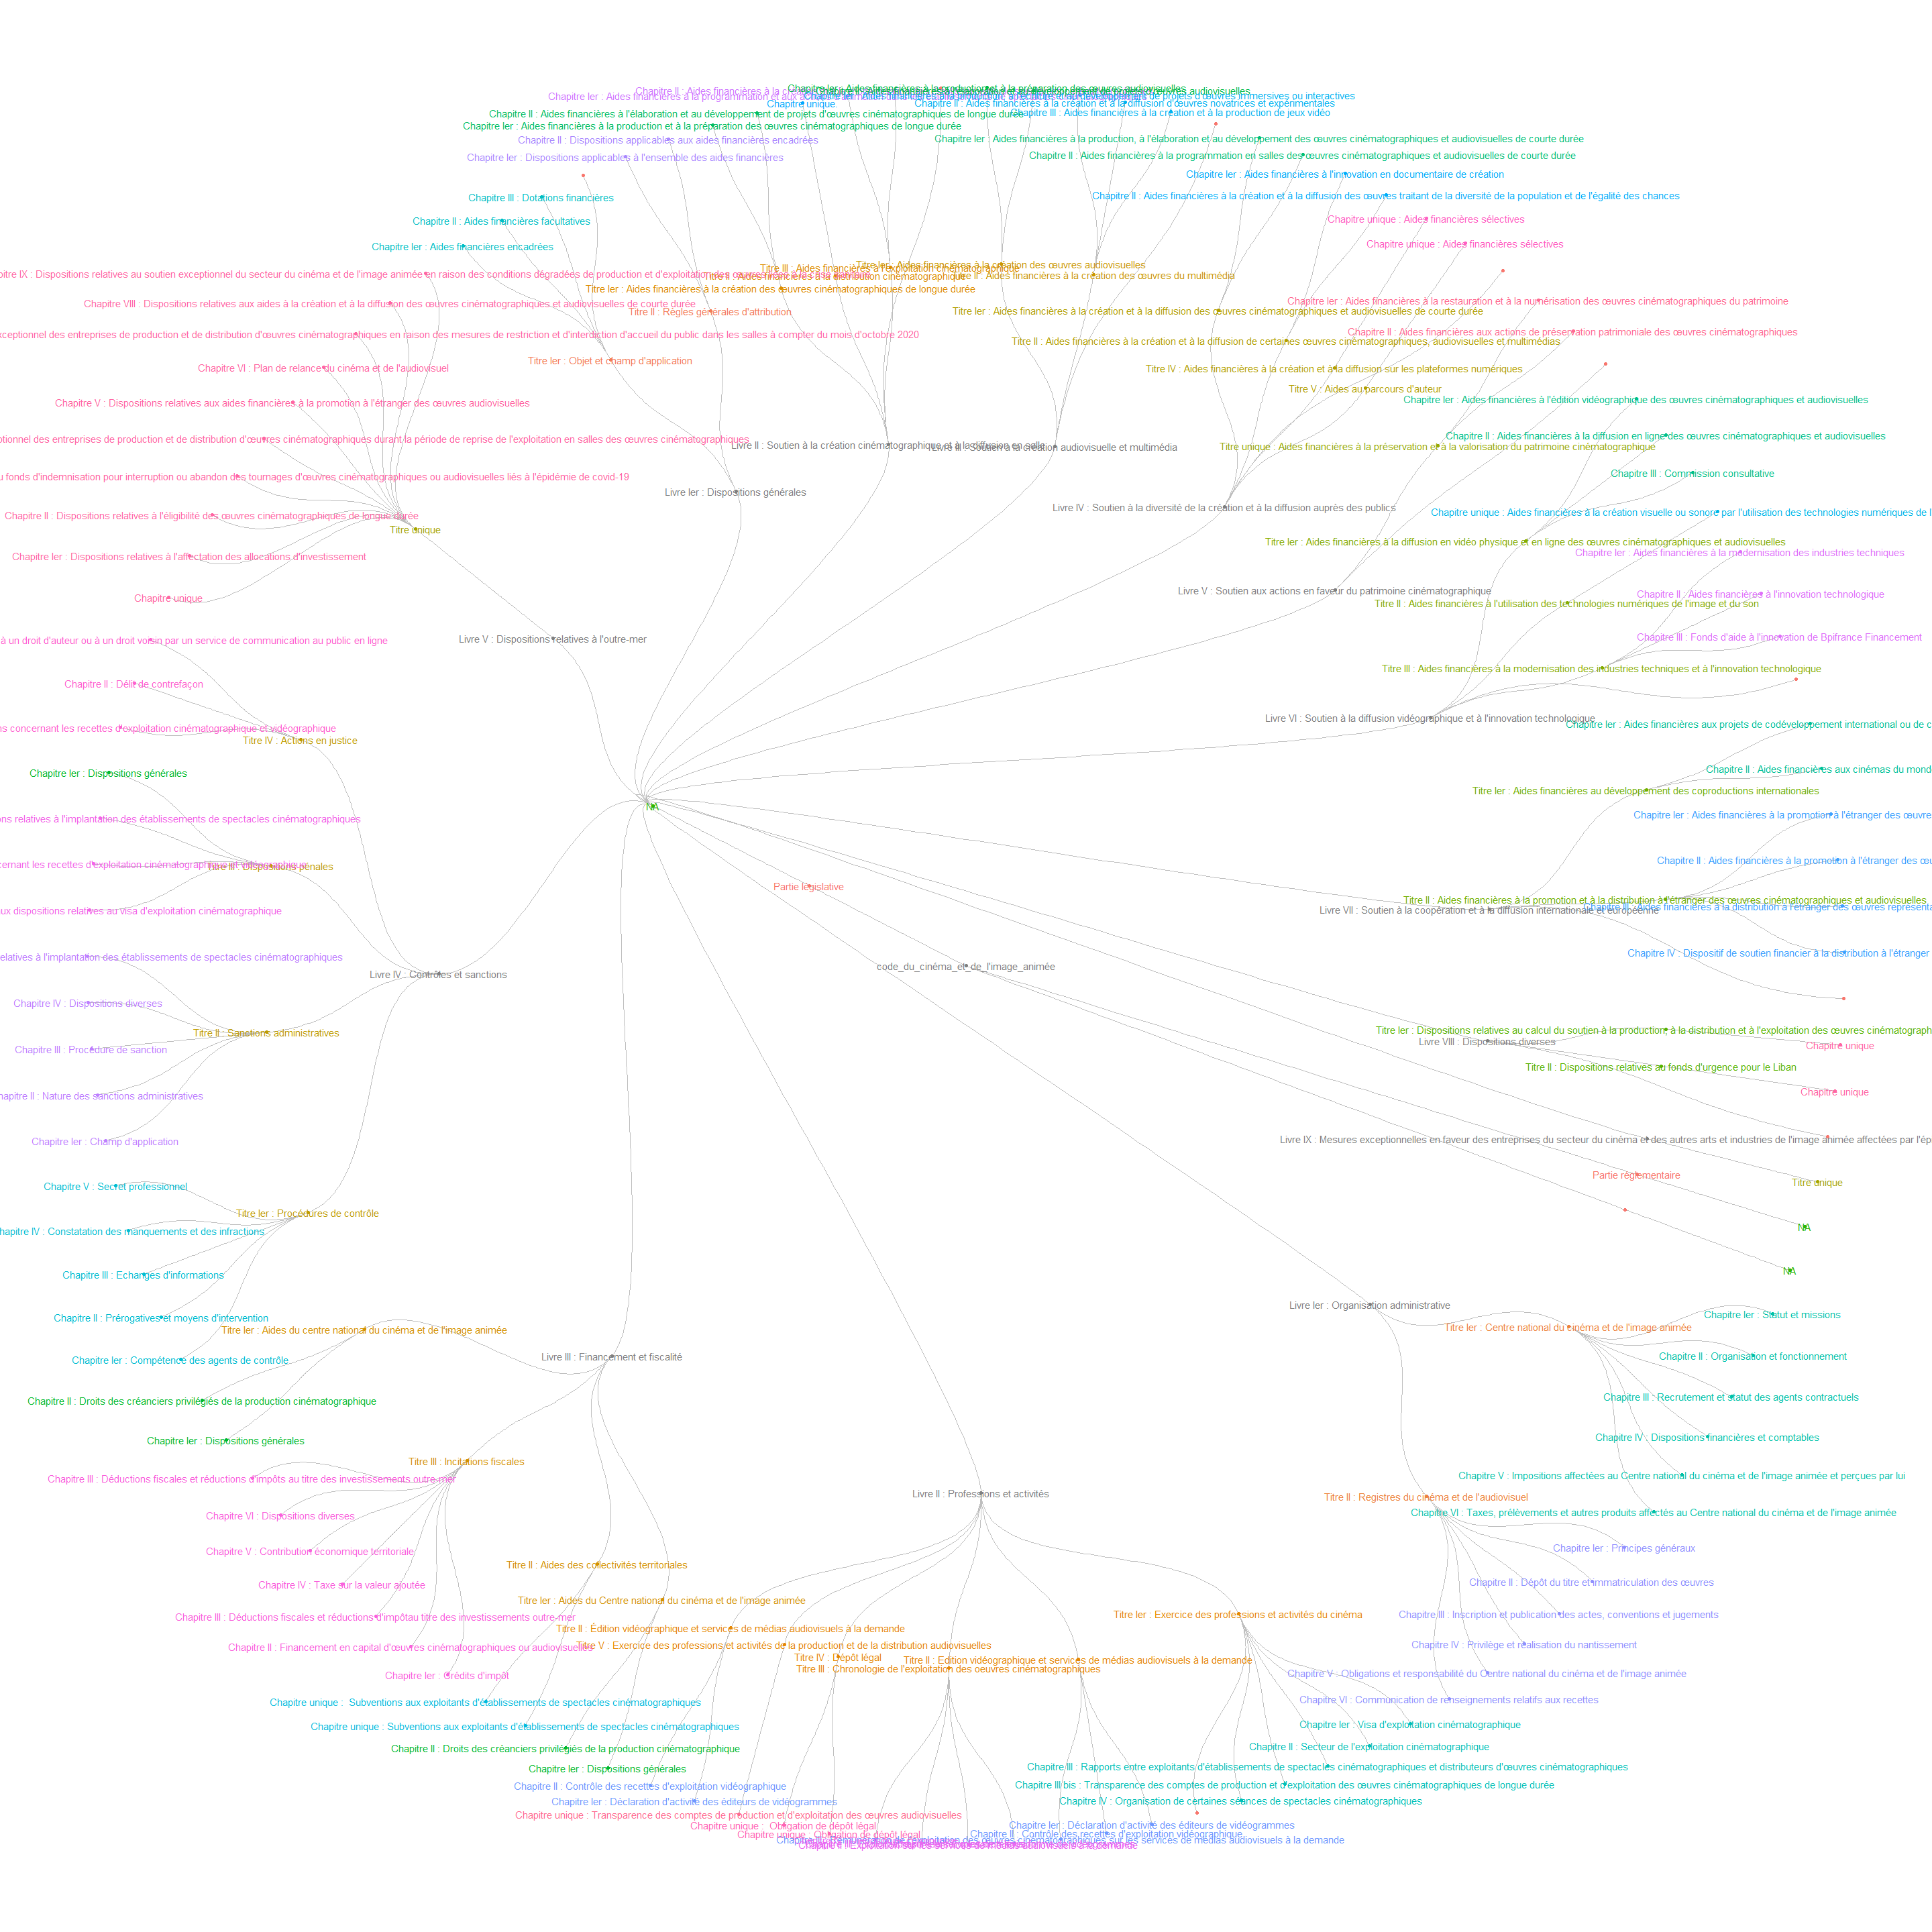 Chapitre Ier : Aides financières à la production et à la préparation des œuvres audiovisuelles
Chapitre unique
Chapitre II : Aides financières à la création et à la diffusion d'œuvres novatrices et expérimentales
Chapitre III : Aides financières à la création et à la production de jeux vidéo
Chapitre II : Aides financières à l'élaboration et au développement de projets d'œuvres cinématographiques de longue durée
Chapitre Ier : Aides financières à la production et à la préparation des œuvres cinématographiques de longue durée
Chapitre II : Dispositions applicables aux aides financières encadrées
Chapitre Ier : Aides financières à la production, à l'élaboration et au développement des œuvres cinématographiques et audiovisuelles de courte durée
Chapitre Ier : Dispositions applicables à l'ensemble des aides financières
Chapitre II : Aides financières à la programmation en salles des œuvres cinématographiques et audiovisuelles de courte durée
Chapitre Ier : Aides financières à l'innovation en documentaire de création
Chapitre III : Dotations financières
Chapitre II : Aides financières à la création et à la diffusion des œuvres traitant de la diversité de la population et de l'égalité des chances
Chapitre II : Aides financières facultatives
Chapitre unique : Aides financières sélectives
Chapitre Ier : Aides financières encadrées
Chapitre unique : Aides financières sélectives
Titre Ier : Aides financières à la création des œuvres audiovisuelles
Titre III : Aides financières à l'exploitation cinématographique
pitre IX : Dispositions relatives au soutien exceptionnel du secteur du cinéma et de l'image animée en raison des conditions dégradées de production et d'exploitation des œuvres
Titre II : Aides financières à la distribution cinématographique
Titre II : Aides financières à la création des œuvres du multimédia
Titre Ier : Aides financières à la création des œuvres cinématographiques de longue durée
Chapitre VIII : Dispositions relatives aux aides à la création et à la diffusion des œuvres cinématographiques et audiovisuelles de courte durée
Chapitre Ier : Aides financières à la restauration et à la numérisation des œuvres cinématographiques du patrimoine
Titre II : Règles générales d'attribution
Titre Ier : Aides financières à la création et à la diffusion des œuvres cinématographiques et audiovisuelles de courte durée
xceptionnel des entreprises de production et de distribution d'œuvres cinématographiques en raison des mesures de restriction et d'interdiction d'accueil du public dans les salles à compter du mois d'octobre 2020
Chapitre II : Aides financières aux actions de préservation patrimoniale des œuvres cinématographiques
Titre II : Aides financières à la création et à la diffusion de certaines œuvres cinématographiques, audiovisuelles et multimédias
Titre Ier : Objet et champ d'application
Chapitre VI : Plan de relance du cinéma et de l'audiovisuel
Titre IV : Aides financières à la création et à la diffusion sur les plateformes numériques
Titre V : Aides au parcours d'auteur
Chapitre V : Dispositions relatives aux aides financières à la promotion à l'étranger des œuvres audiovisuelles
Chapitre Ier : Aides financières à l'édition vidéographique des œuvres cinématographiques et audiovisuelles
Chapitre II : Aides financières à la diffusion en ligne des œuvres cinématographiques et audiovisuelles
ptionnel des entreprises de production et de distribution d'œuvres cinématographiques durant la période de reprise de l'exploitation en salles des œuvres cinématographiques
Livre II : Soutien à la création cinématographique et à la diffusion en salle
Livre III : Soutien à la création audiovisuelle et multimédia
Titre unique : Aides financières à la préservation et à la valorisation du patrimoine cinématographique
Chapitre III : Commission consultative
u fonds d'indemnisation pour interruption ou abandon des tournages d'œuvres cinématographiques ou audiovisuelles liés à l'épidémie de covid-19
Livre Ier : Dispositions générales
Livre IV : Soutien à la diversité de la création et à la diffusion auprès des publics
Chapitre unique : Aides financières à la création visuelle ou sonore par l'utilisation des technologies numériques de l
Chapitre II : Dispositions relatives à l'éligibilité des œuvres cinématographiques de longue durée
Titre unique
Titre Ier : Aides financières à la diffusion en vidéo physique et en ligne des œuvres cinématographiques et audiovisuelles
Chapitre Ier : Aides financières à la modernisation des industries techniques
Chapitre Ier : Dispositions relatives à l'affectation des allocations d'investissement
Livre V : Soutien aux actions en faveur du patrimoine cinématographique
Chapitre II : Aides financières à l'innovation technologique
Chapitre unique
Titre II : Aides financières à l'utilisation des technologies numériques de l'image et du son
Chapitre III : Fonds d'aide à l'innovation de Bpifrance Financement
Livre V : Dispositions relatives à l'outre-mer
à un droit d'auteur ou à un droit voisin par un service de communication au public en ligne
Titre III : Aides financières à la modernisation des industries techniques et à l'innovation technologique
Chapitre II : Délit de contrefaçon
Livre VI : Soutien à la diffusion vidéographique et à l'innovation technologique
Chapitre Ier : Aides financières aux projets de codéveloppement international ou de c
ns concernant les recettes d'exploitation cinématographique et vidéographique
Titre IV : Actions en justice
Chapitre II : Aides financières aux cinémas du mond
Chapitre Ier : Dispositions générales
Titre Ier : Aides financières au développement des coproductions internationales
NA
Chapitre Ier : Aides financières à la promotion à l'étranger des œuvre
ns relatives à l'implantation des établissements de spectacles cinématographiques
Chapitre II : Aides financières à la promotion à l'étranger des œu
cernant les recettes d'exploitation cinématographique et vidéographique
Titre III : Dispositions pénales
Partie législative
Titre II : Aides financières à la promotion et à la distribution à l'étranger des œuvres cinématographiques et audiovisuelles
Chapitre III : Aides financières à la distribution à l'étranger des œuvres représenta
Livre VII : Soutien à la coopération et à la diffusion internationale et européenne
ux dispositions relatives au visa d'exploitation cinématographique
Chapitre IV : Dispositif de soutien financier à la distribution à l'étranger
elatives à l'implantation des établissements de spectacles cinématographiques
code_du_cinéma_et_de_l'image_animée
Livre IV : Contrôles et sanctions
Chapitre IV : Dispositions diverses
Titre II : Sanctions administratives
Titre Ier : Dispositions relatives au calcul du soutien à la production, à la distribution et à l'exploitation des œuvres cinématograph
Livre VIII : Dispositions diverses
Chapitre unique
Chapitre III : Procédure de sanction
Titre II : Dispositions relatives au fonds d'urgence pour le Liban
Chapitre unique
hapitre II : Nature des sanctions administratives
Chapitre Ier : Champ d'application
Livre IX : Mesures exceptionnelles en faveur des entreprises du secteur du cinéma et des autres arts et industries de l'image animée affectées par l'ép
Partie réglementaire
Titre unique
Chapitre V : Secret professionnel
Titre Ier : Procédures de contrôle
NA
hapitre IV : Constatation des manquements et des infractions
NA
Chapitre III : Echanges d'informations
Livre Ier : Organisation administrative
Chapitre Ier : Statut et missions
Chapitre II : Prérogatives et moyens d'intervention
Titre Ier : Aides du centre national du cinéma et de l'image animée
Titre Ier : Centre national du cinéma et de l'image animée
Chapitre Ier : Compétence des agents de contrôle
Livre III : Financement et fiscalité
Chapitre II : Organisation et fonctionnement
Chapitre II : Droits des créanciers privilégiés de la production cinématographique
Chapitre III : Recrutement et statut des agents contractuels
Chapitre Ier : Dispositions générales
Chapitre IV : Dispositions financières et comptables
Titre III : Incitations fiscales
Chapitre III : Déductions fiscales et réductions d'impôts au titre des investissements outre-mer
Chapitre V : Impositions affectées au Centre national du cinéma et de l'image animée et perçues par lui
Livre II : Professions et activités
Titre II : Registres du cinéma et de l'audiovisuel
Chapitre VI : Dispositions diverses
Chapitre VI : Taxes, prélèvements et autres produits affectés au Centre national du cinéma et de l'image animée
Chapitre V : Contribution économique territoriale
Chapitre Ier : Principes généraux
Titre II : Aides des collectivités territoriales
Chapitre IV : Taxe sur la valeur ajoutée
Chapitre II : Dépôt du titre et immatriculation des œuvres
Titre Ier : Aides du Centre national du cinéma et de l'image animée
Chapitre III : Déductions fiscales et réductions d'impôtau titre des investissements outre-mer
Titre Ier : Exercice des professions et activités du cinéma
Chapitre III : Inscription et publication des actes, conventions et jugements
Titre II : Édition vidéographique et services de médias audiovisuels à la demande
Chapitre II : Financement en capital d'œuvres cinématographiques ou audiovisuelles
Titre V : Exercice des professions et activités de la production et de la distribution audiovisuelles
Chapitre IV : Privilège et réalisation du nantissement
Titre IV : Dépôt légal
Titre II : Edition vidéographique et services de médias audiovisuels à la demande
Titre III : Chronologie de l'exploitation des oeuvres cinématographiques
Chapitre Ier : Crédits d'impôt
Chapitre V : Obligations et responsabilité du Centre national du cinéma et de l'image animée
Chapitre unique : Subventions aux exploitants d'établissements de spectacles cinématographiques
Chapitre VI : Communication de renseignements relatifs aux recettes
Chapitre unique : Subventions aux exploitants d'établissements de spectacles cinématographiques
Chapitre Ier : Visa d'exploitation cinématographique
Chapitre II : Droits des créanciers privilégiés de la production cinématographique
Chapitre II : Secteur de l'exploitation cinématographique
Chapitre Ier : Dispositions générales
Chapitre III : Rapports entre exploitants d'établissements de spectacles cinématographiques et distributeurs d'œuvres cinématographiques
Chapitre II : Contrôle des recettes d'exploitation vidéographique
Chapitre III bis : Transparence des comptes de production et d'exploitation des œuvres cinématographiques de longue durée
Chapitre Ier : Déclaration d'activité des éditeurs de vidéogrammes
Chapitre IV : Organisation de certaines séances de spectacles cinématographiques
Chapitre unique : Transparence des comptes de production et d'exploitation des œuvres audiovisuelles
Chapitre unique : Obligation de dépôt légal
Chapitre Ier : Déclaration d'activité des éditeurs de vidéogrammes
Chapitre unique : Obligation de dépôt légal
Chapitre II : Contrôle des recettes d'exploitation vidéographique
des œuvres cinématographiques sur les services de médias audiovisuels à la demande
Chapitre II : Exploitation sur les services de médias audiovisuels à la demande